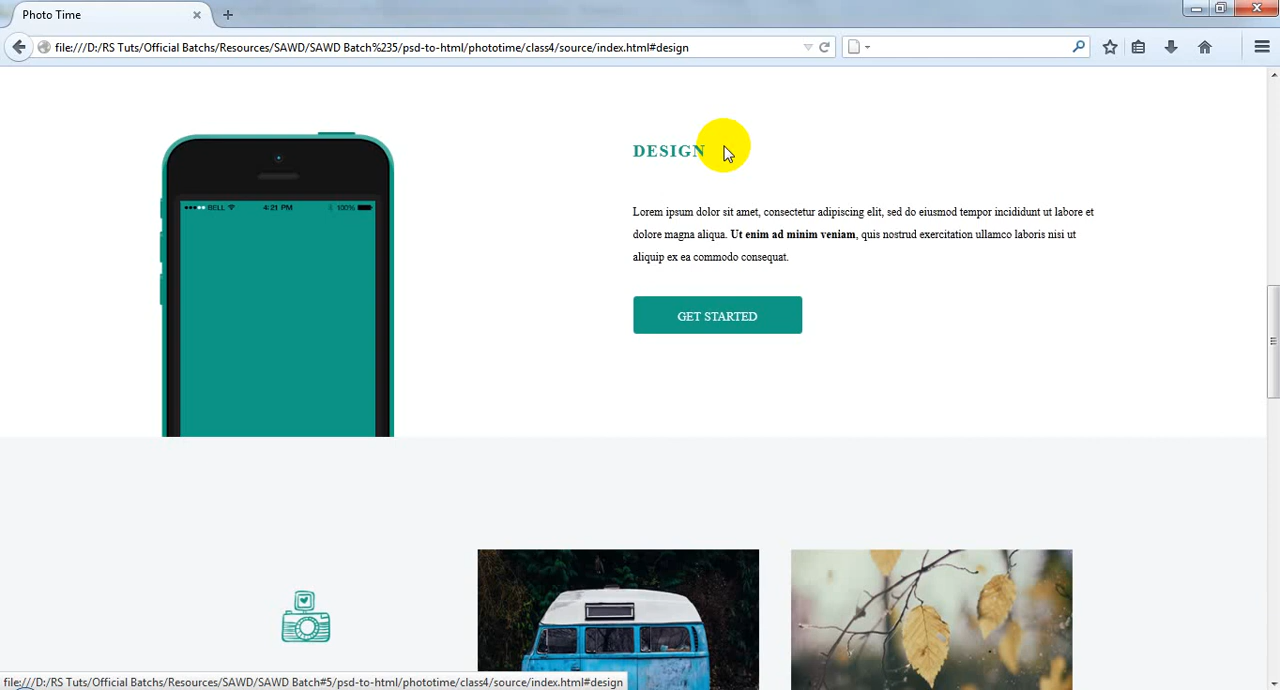 Photo Time
file:///D:/RS Tuts/Official Batchs/Resources/SAWD/SAWD Batch%235/psd-to-html/phototime/class4/source/index.html#design
DESIGN
BELL 4:21 PM 100%
Lorem ipsum dolor sit amet, consectetur adipiscing elit, sed do eiusmod tempor incididunt ut labore et
dolore magna aliqua. Ut enim ad minim veniam, quis nostrud exercitation ullamco laboris nisi ut
aliquip ex ea commodo consequat.
GET STARTED
file:///D:/RS Tuts/Official Batchs/Resources/SAWD/SAWD Batch#5/psd-to-html/phototime/class4/source/index.html#design